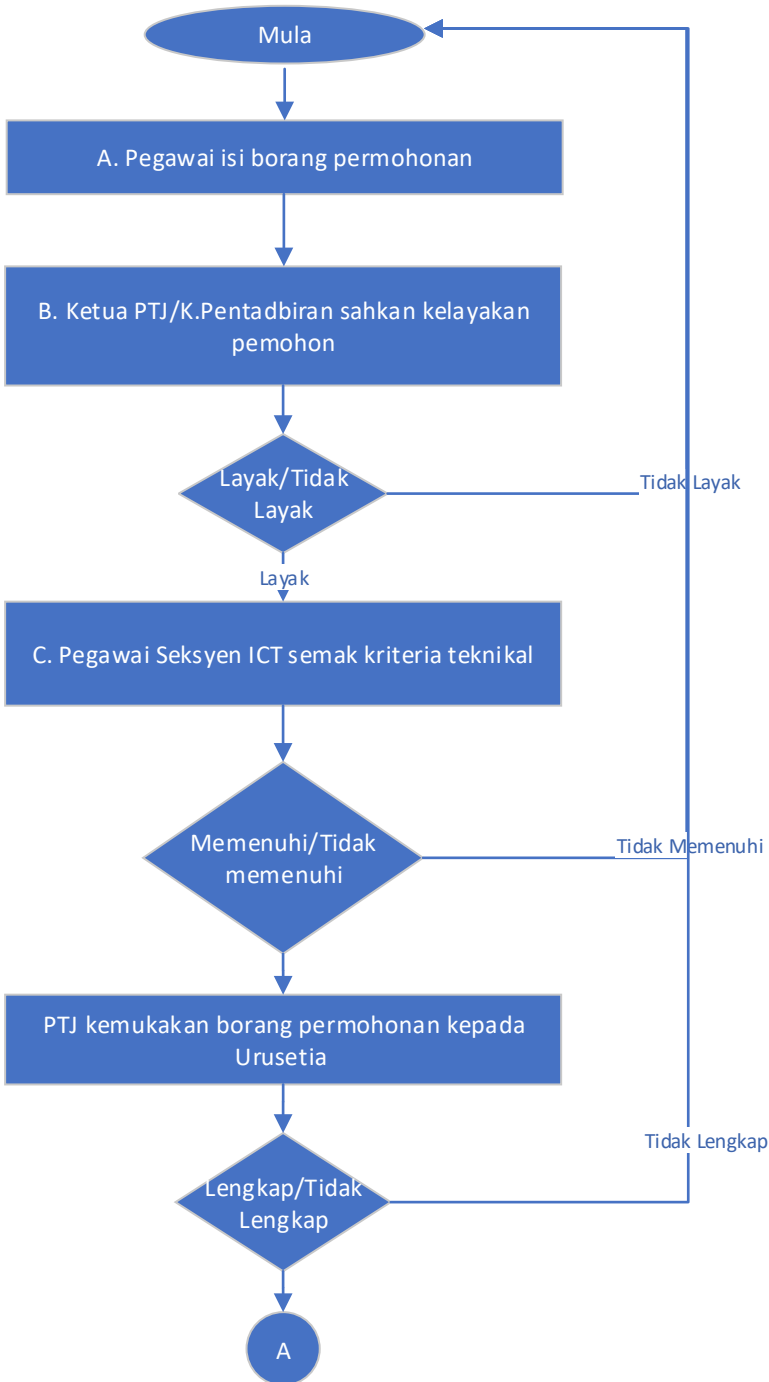 Mula
A. Pegawai isi borang permohonan
B. Ketua PTJ/K.Pentadbiran sahkan kelayakan
pemohon
Layak/Tidak
Layak
Tidak Layak
Layak
C. Pegawai Seksyen ICT semak kriteria teknikal
Memenuhi/Tidak
memenuhi
Tidak Memenuhi
PTJ kemukakan borang permohonan kepada
Urusetia
Lengkap/Tidak
Lengkap
Tidak Lengkap
A